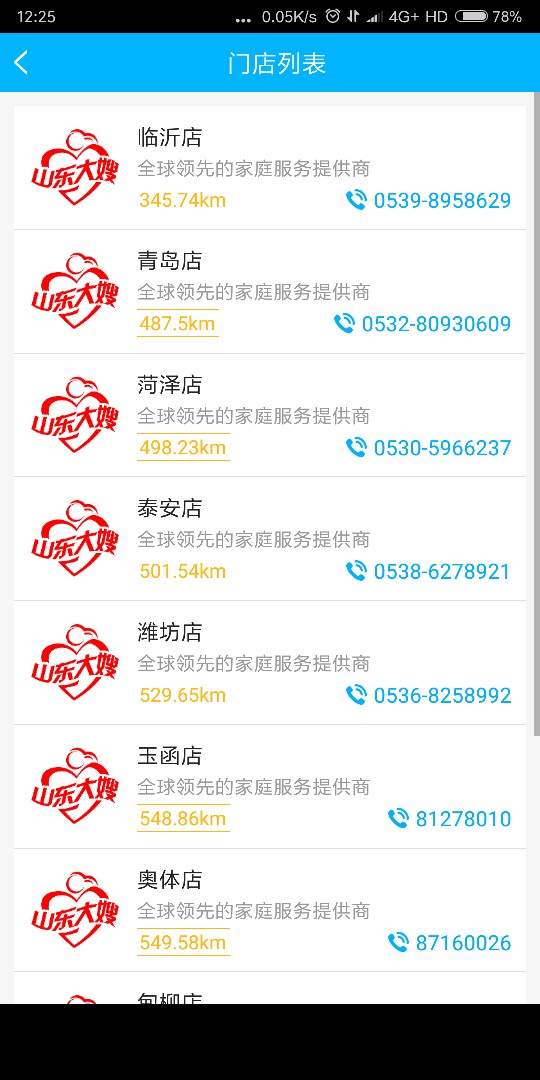 12:25 ... 0.05K/s 4G+ HD 78%
门店列表
山东大嫂
临沂店
全球领先的家庭服务提供商
345.74km 0539-8958629
山东大嫂
青岛店
全球领先的家庭服务提供商
487.5km 0532-80930609
山东大嫂
菏泽店
全球领先的家庭服务提供商
498.23km 0530-5966237
山东大嫂
泰安店
全球领先的家庭服务提供商
501.54km 0538-6278921
山东大嫂
潍坊店
全球领先的家庭服务提供商
529.65km 0536-8258992
山东大嫂
玉函店
全球领先的家庭服务提供商
548.86km 81278010
山东大嫂
奥体店
全球领先的家庭服务提供商
549.58km 87160026
甸柳店